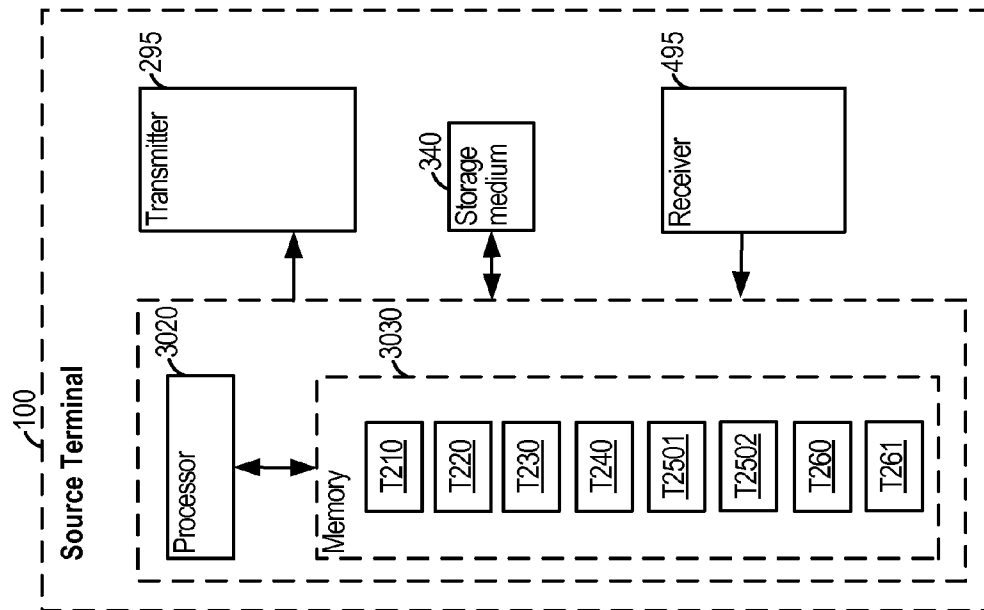 100
Source Terminal
3020
Processor
3030
Memory
T210
T220
T230
T240
T2501
T2502
T260
T261
295
Transmitter
340
Storage
medium
495
Receiver